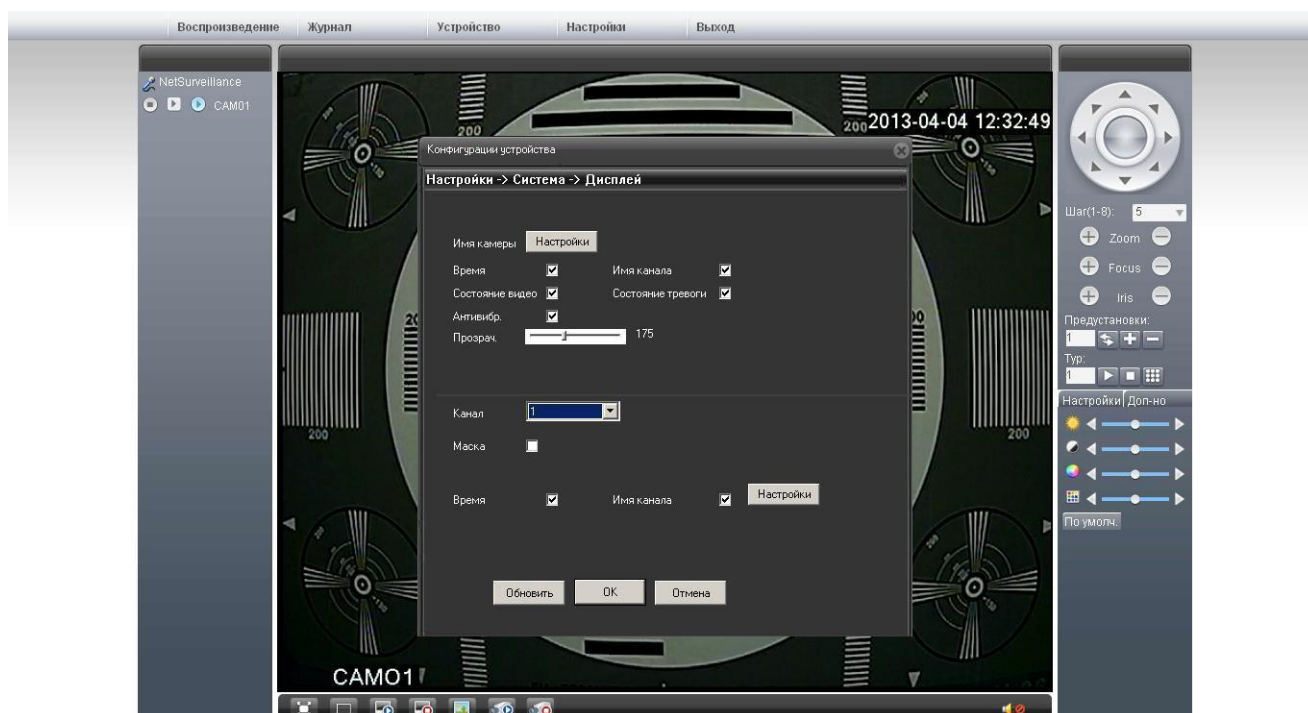 Воспроизведение Журнал Устройство Настройки Выход
NetSurveillance
CAM01
200
200
2013-04-04 12:32:49
Конфигурации устройства
Настройки -> Система -> Дисплей
Имя камеры Настройки
Время Имя канала
Состояние видео Состояние тревоги
Антивибр.
Прозрач. 175
Канал 1
Маска
Время Имя канала Настройки
Обновить OK Отмена
200
200
CAMO1
Шаг(1-8): 5
Zoom
Focus
Iris
Предустановки:
1
Тур:
1
Настройки Доп-но
По умолч.